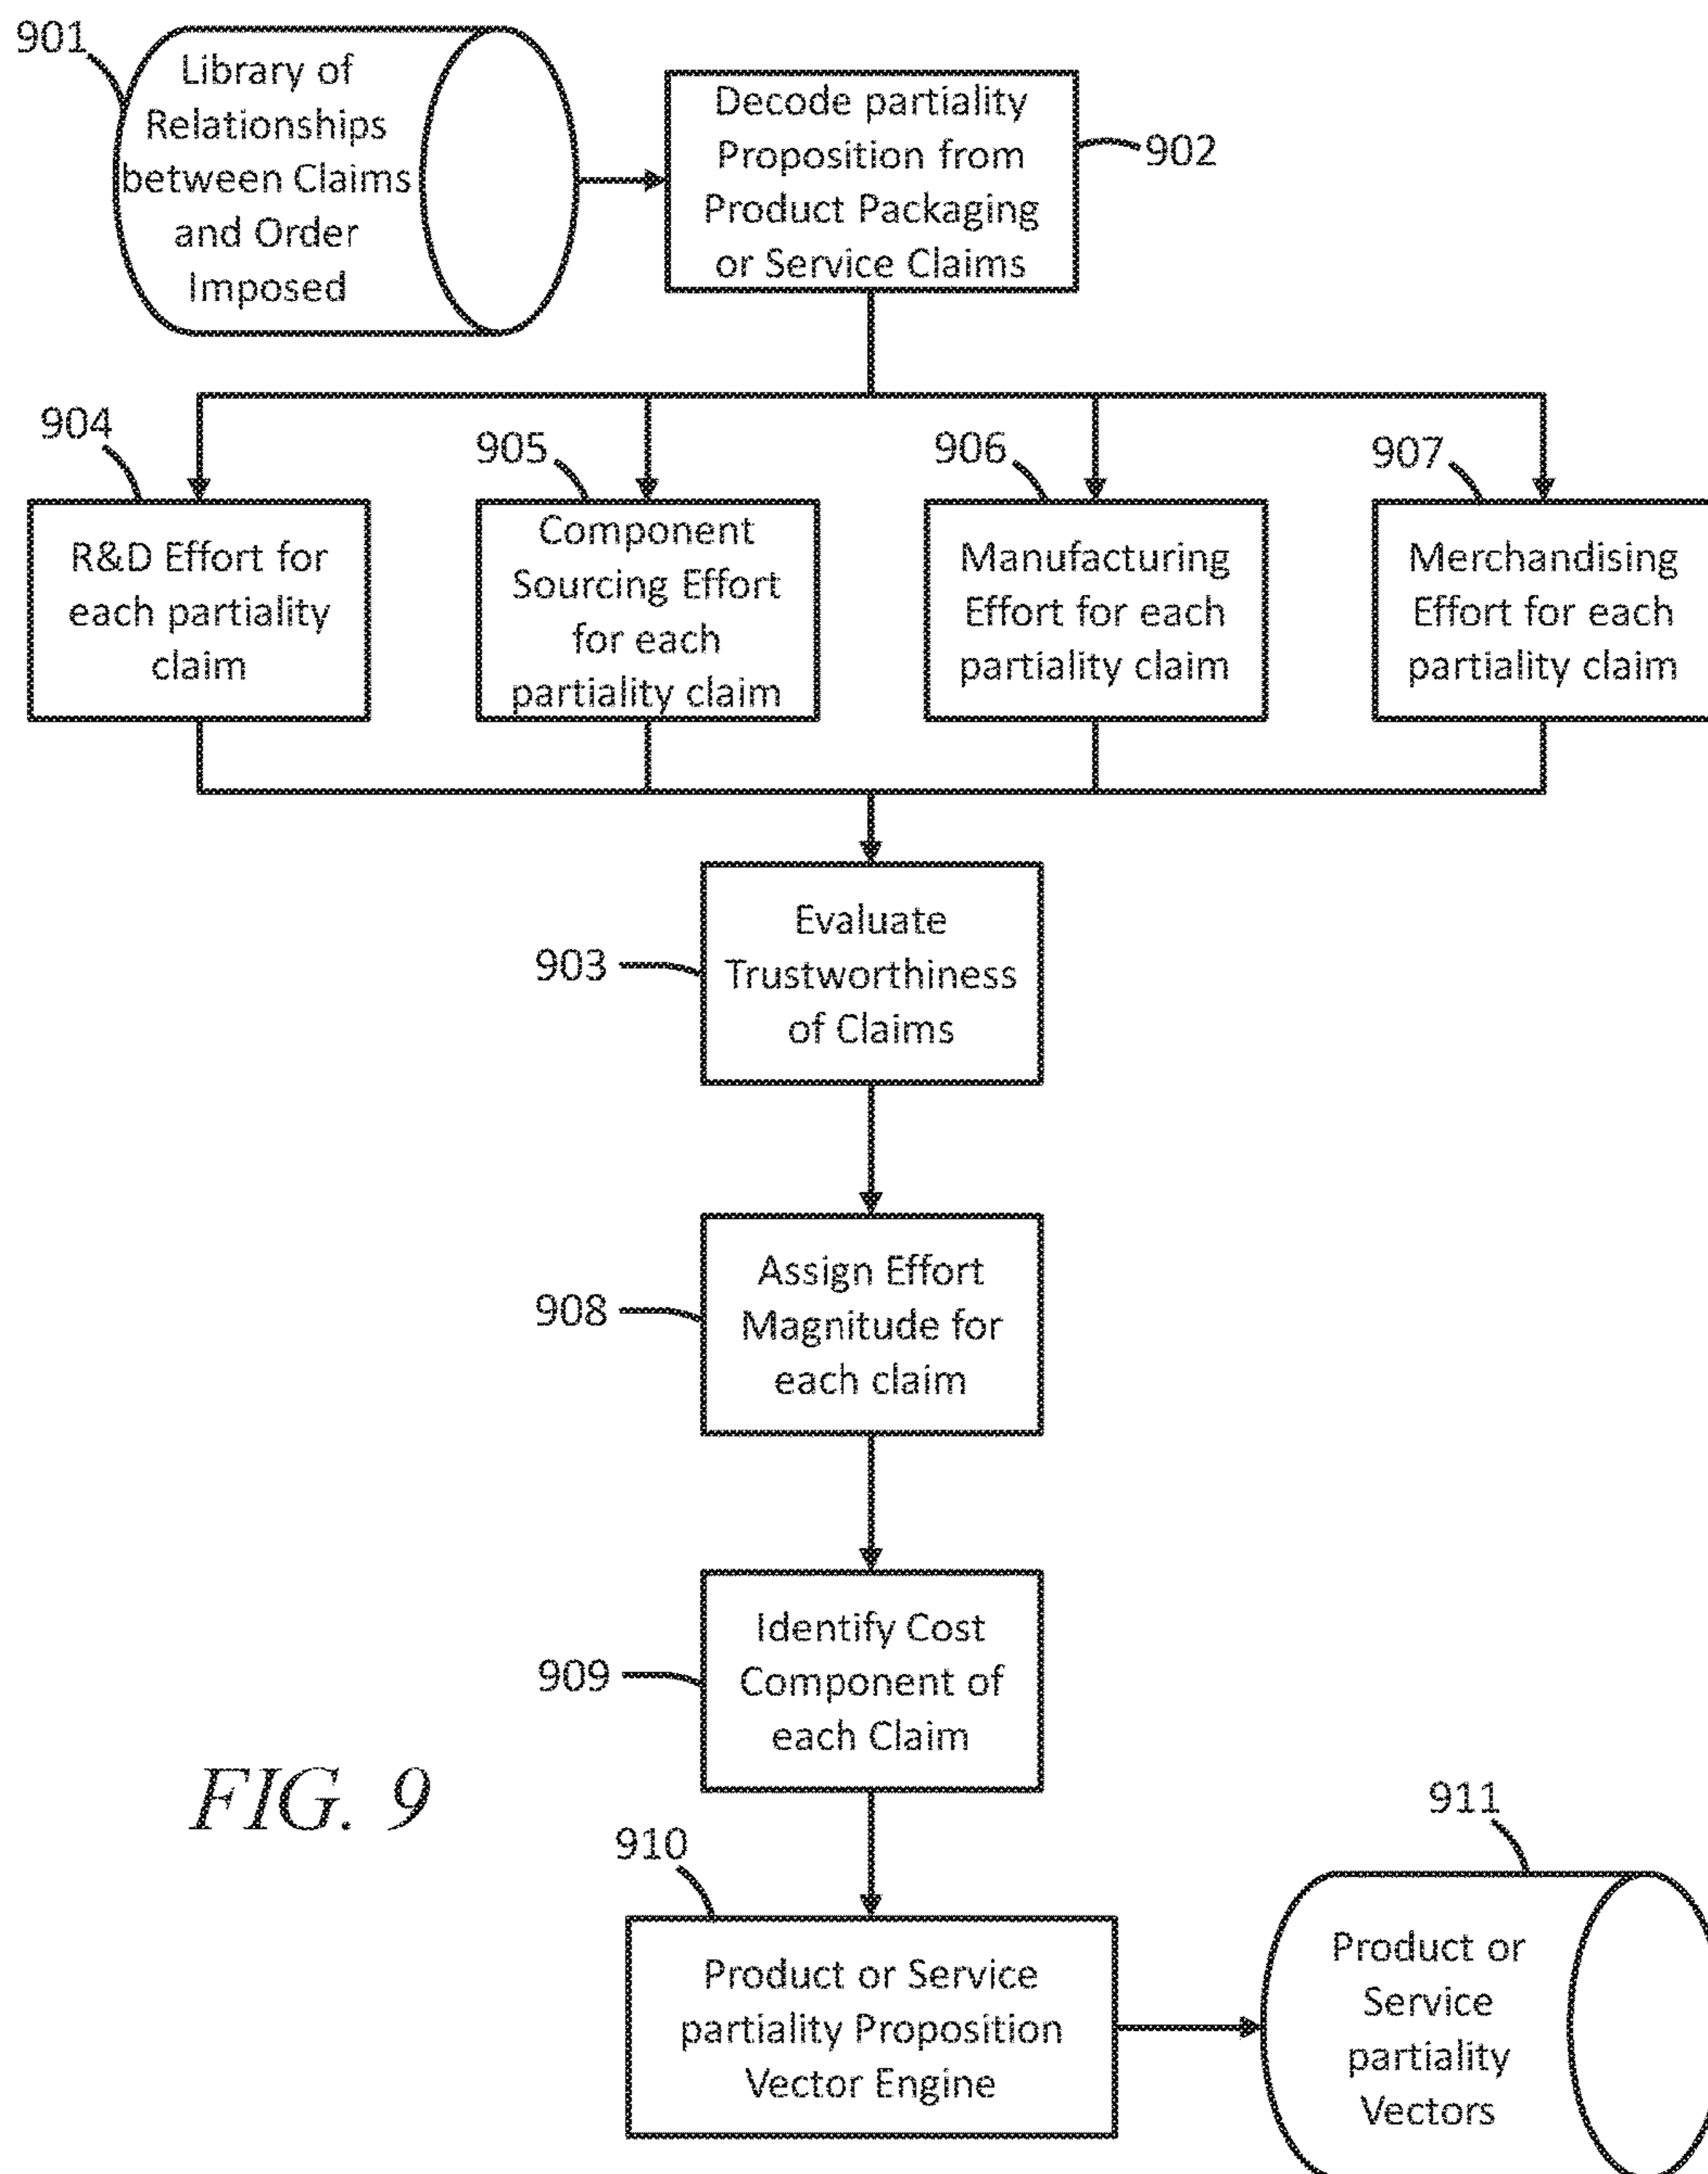 901
Library of
Relationships
between Claims
and Order
Imposed
Decode partiality
Proposition from
Product Packaging
or Service Claims
902
904
R&D Effort for
each partiality
claim
905
Component
Sourcing Effort
for each
partiality claim
906
Manufacturing
Effort for each
partiality claim
907
Merchandising
Effort for each
partiality claim
903
Evaluate
Trustworthiness
of Claims
908
Assign Effort
Magnitude for
each claim
909
Identify Cost
Component of
each Claim
FIG. 9
910
Product or Service
partiality Proposition
Vector Engine
911
Product or
Service
partiality
Vectors